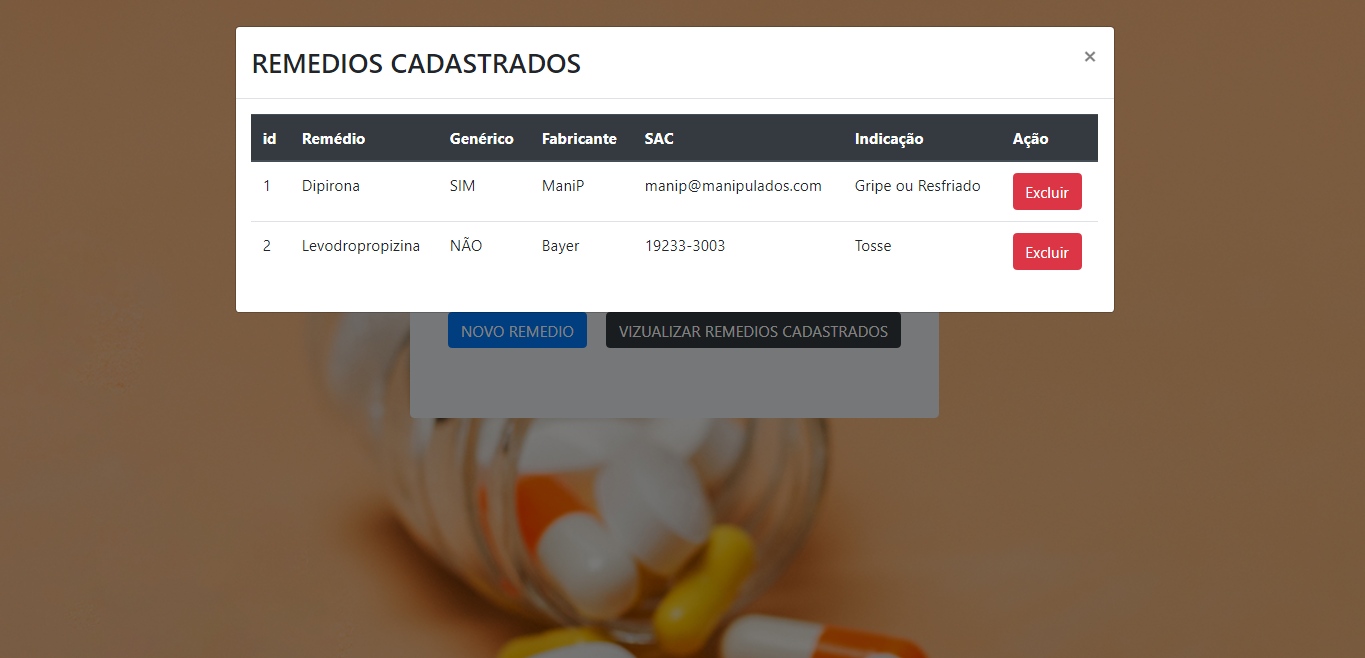 REMEDIOS CADASTRADOS ×
id Remédio Genérico Fabricante SAC Indicação Ação
1 Dipirona SIM ManiP manip@manipulados.com Gripe ou Resfriado Excluir
2 Levodropropizina NÃO Bayer 19233-3003 Tosse Excluir
NOVO REMEDIO VIZUALIZAR REMEDIOS CADASTRADOS